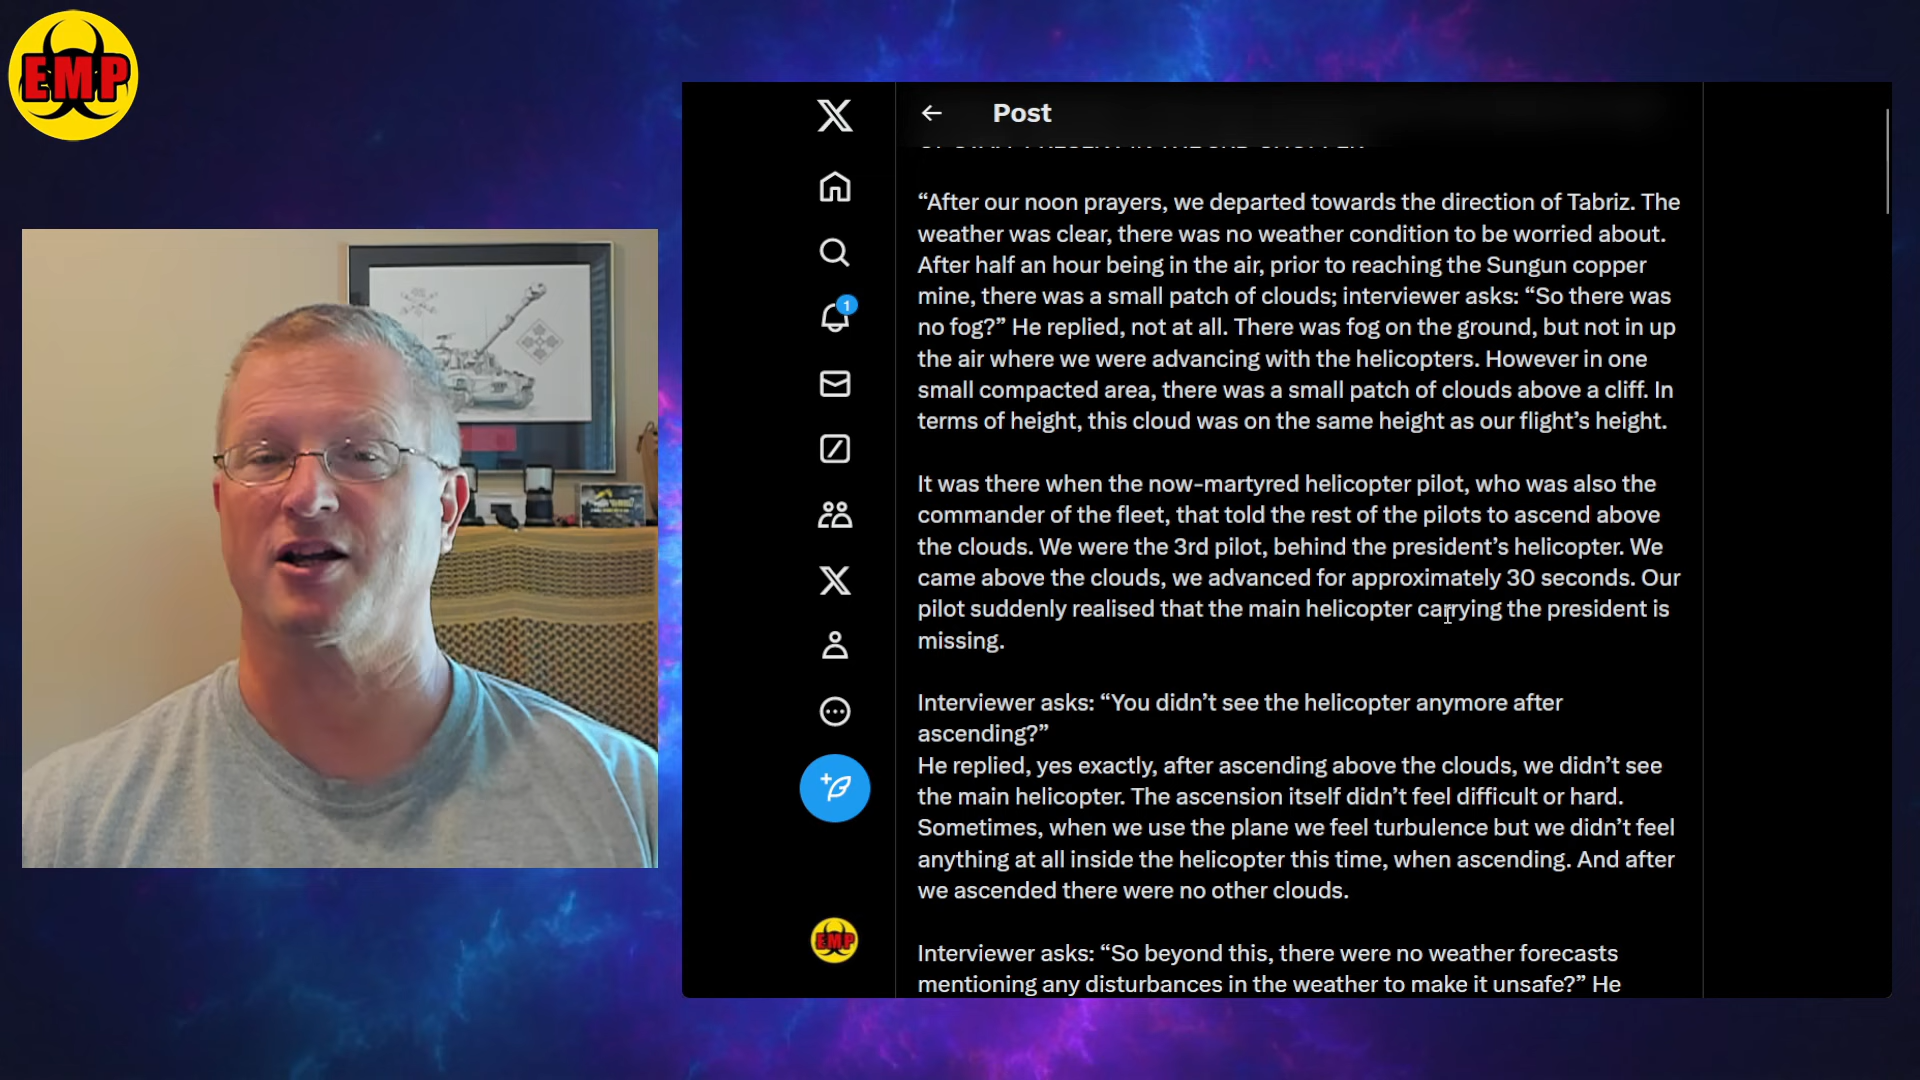 EMP
Post
“After our noon prayers, we departed towards the direction of Tabriz. The
weather was clear, there was no weather condition to be worried about.
After half an hour being in the air, prior to reaching the Sungun copper
mine, there was a small patch of clouds; interviewer asks: “So there was
no fog?” He replied, not at all. There was fog on the ground, but not in up
the air where we were advancing with the helicopters. However in one
small compacted area, there was a small patch of clouds above a cliff. In
terms of height, this cloud was on the same height as our flight’s height.
It was there when the now-martyred helicopter pilot, who was also the
commander of the fleet, that told the rest of the pilots to ascend above
the clouds. We were the 3rd pilot, behind the president’s helicopter. We
came above the clouds, we advanced for approximately 30 seconds. Our
pilot suddenly realised that the main helicopter carrying the president is
missing.
Interviewer asks: “You didn’t see the helicopter anymore after
ascending?”
He replied, yes exactly, after ascending above the clouds, we didn’t see
the main helicopter. The ascension itself didn’t feel difficult or hard.
Sometimes, when we use the plane we feel turbulence but we didn’t feel
anything at all inside the helicopter this time, when ascending. And after
we ascended there were no other clouds.
Interviewer asks: “So beyond this, there were no weather forecasts
mentioning any disturbances in the weather to make it unsafe?” He
1
EMP